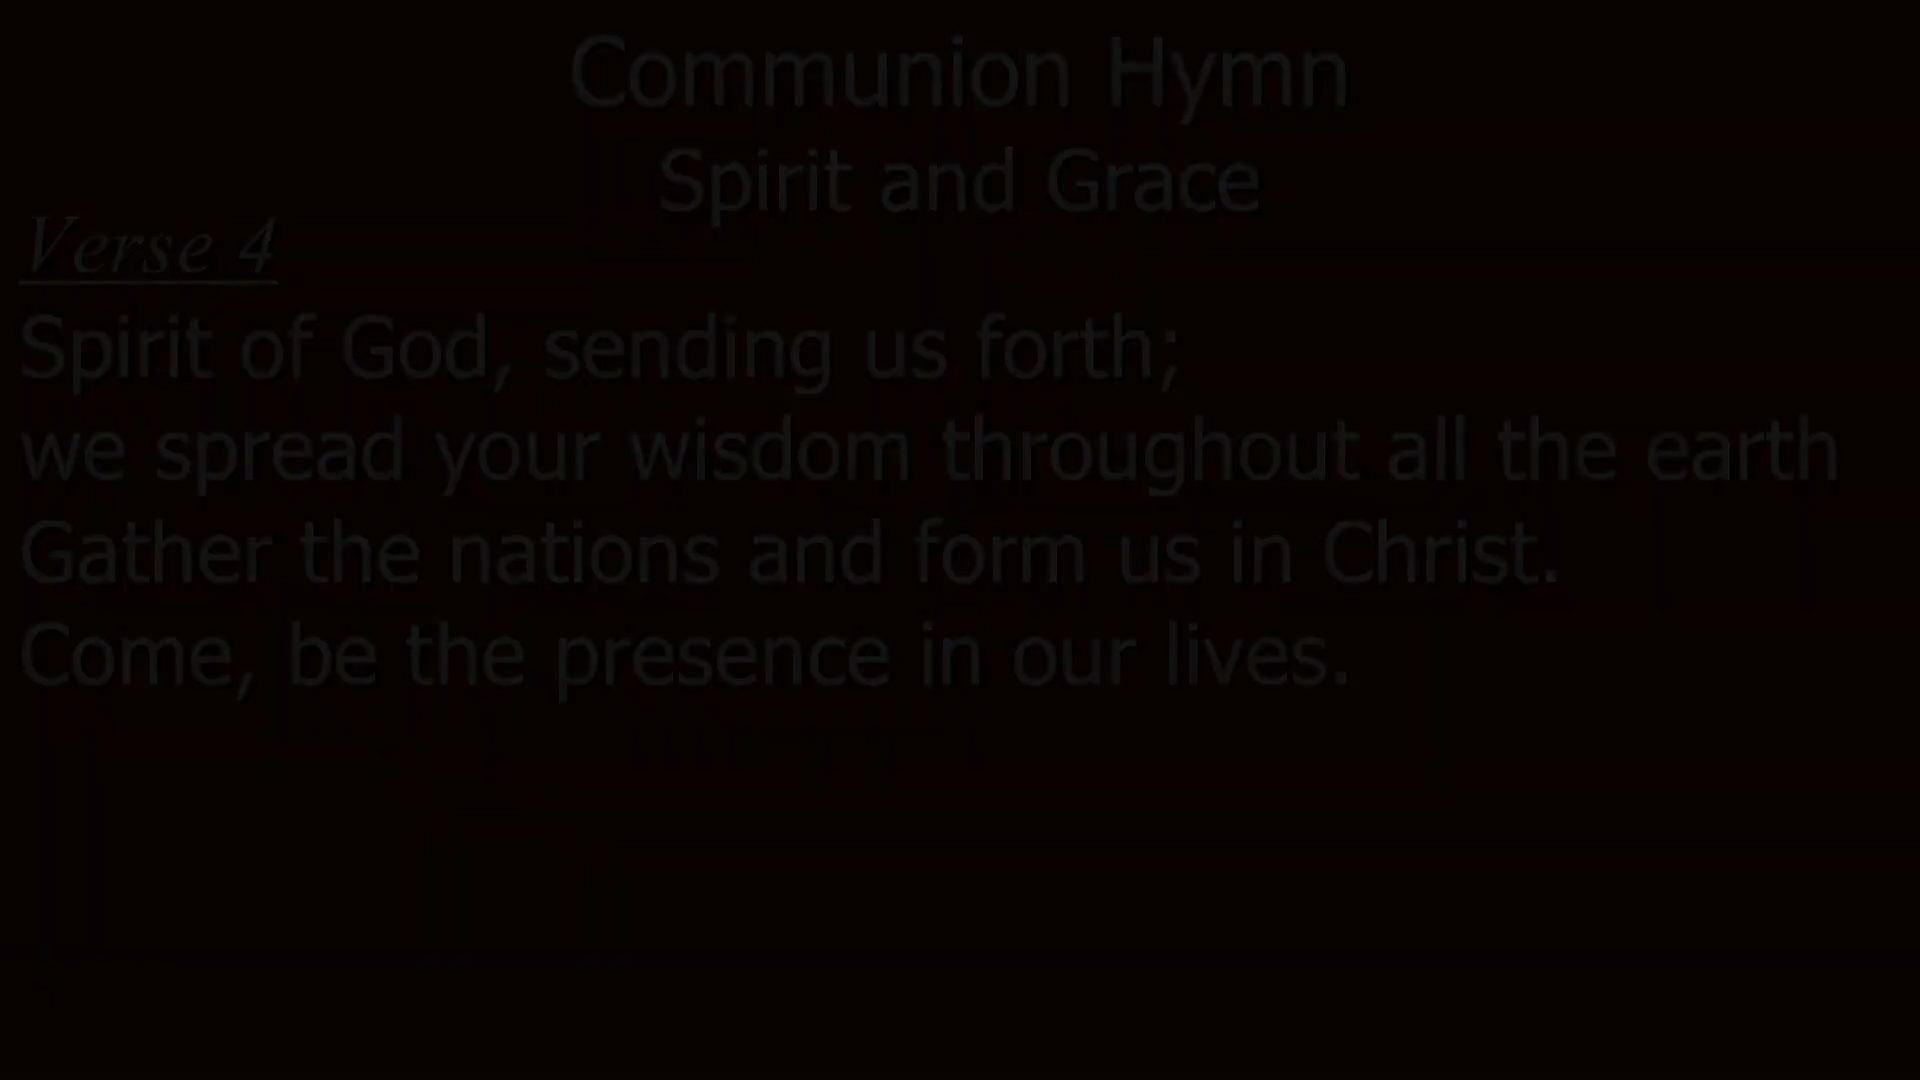 Communion Hymn
Spirit and Grace
Verse 4
Spirit of God, sending us forth;
we spread your wisdom throughout all the earth
Gather the nations and form us in Christ.
Come, be the presence in our lives.